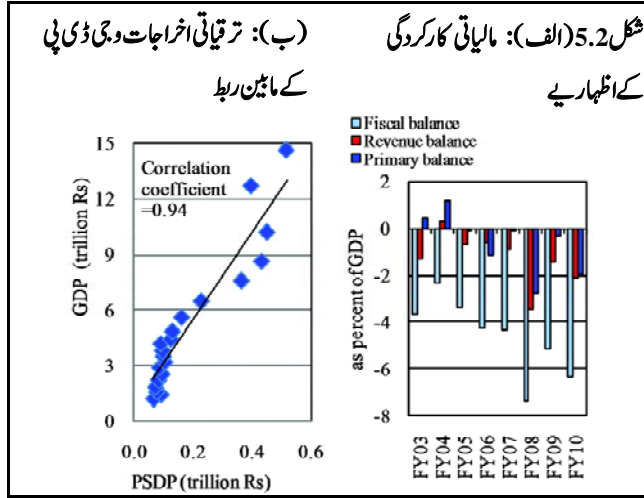 شکل5.2(الف): مالیاتی کارکردگی
کے اظہاریے
Fiscal balance
Revenue balance
Primary balance
as percent of GDP
2
0
-2
-4
-6
-8
FY03
FY04
FY05
FY06
FY07
FY08
FY09
FY10
(ب): ترقیاتی اخراجات و جی ڈی پی
کے مابین ربط
GDP (trillion Rs)
15
12
9
6
3
0
Correlation
coefficient
=0.94
0.0 0.2 0.4 0.6
PSDP (trillion Rs)